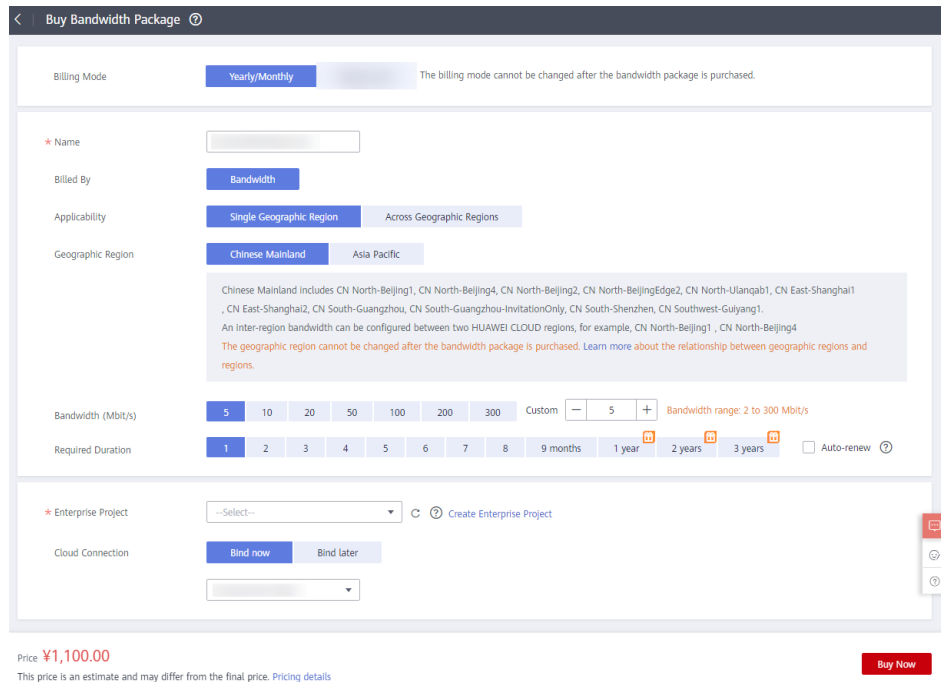 Buy Bandwidth Package ?
Billing Mode Yearly/Monthly The billing mode cannot be changed after the bandwidth package is purchased.
* Name
Billed By Bandwidth
Applicability Single Geographic Region Across Geographic Regions
Geographic Region Chinese Mainland Asia Pacific
Chinese Mainland includes CN North-Beijing1, CN North-Beijing4, CN North-Beijing2, CN North-BeijingEdge2, CN North-Ulanqab1, CN East-Shanghai1
, CN East-Shanghai2, CN South-Guangzhou, CN South-Guangzhou-InvitationOnly, CN South-Shenzhen, CN Southwest-Guiyang1.
An inter-region bandwidth can be configured between two HUAWEI CLOUD regions, for example, CN North-Beijing1 , CN North-Beijing4
The geographic region cannot be changed after the bandwidth package is purchased. Learn more about the relationship between geographic regions and
regions.
Bandwidth (Mbit/s) 5 10 20 50 100 200 300 Custom − 5 + Bandwidth range: 2 to 300 Mbit/s
Required Duration 1 2 3 4 5 6 7 8 9 months 1 year 2 years 3 years Auto-renew ?
* Enterprise Project --Select-- ? Create Enterprise Project
Cloud Connection Bind now Bind later
Price ¥1,100.00
This price is an estimate and may differ from the final price. Pricing details
Buy Now